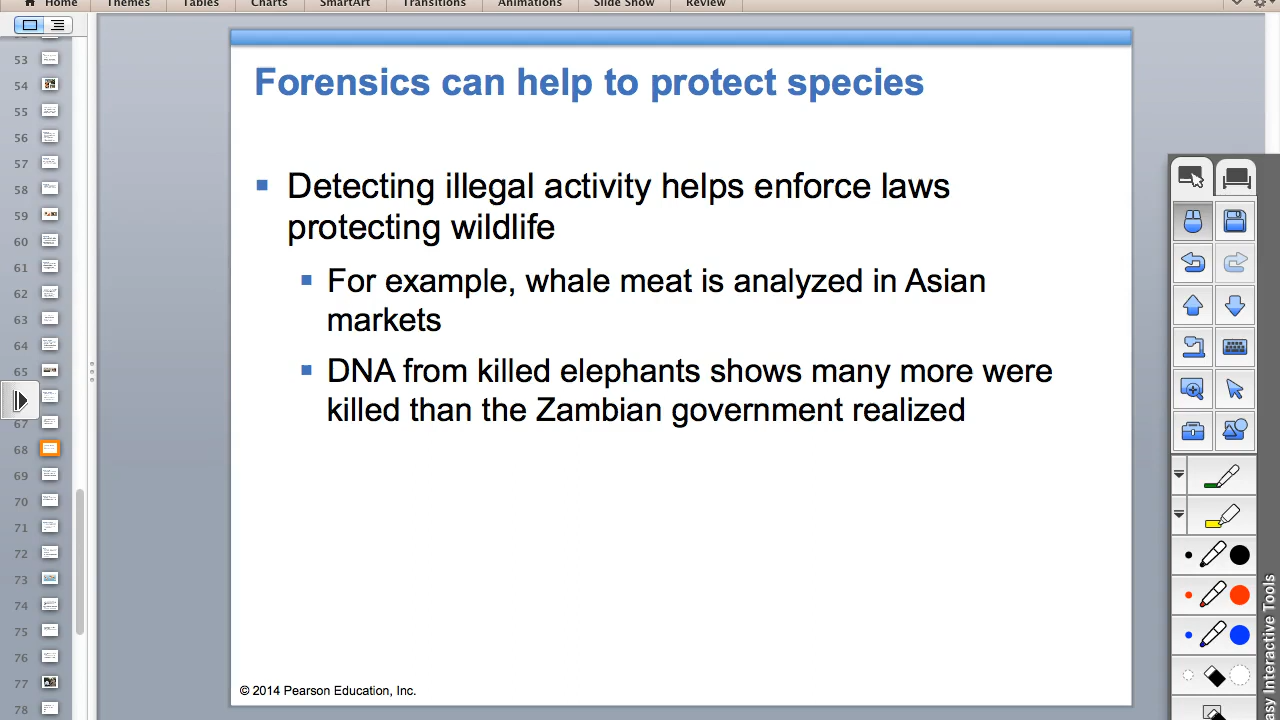 Home Themes Tables Charts SmartArt Transitions Animations Slide Show Review
53
54
55
56
57
58
59
60
61
62
63
64
65
67
68
69
70
71
72
73
74
75
76
77
78
Forensics can help to protect species
Detecting illegal activity helps enforce laws
protecting wildlife
For example, whale meat is analyzed in Asian
markets
DNA from killed elephants shows many more were
killed than the Zambian government realized
© 2014 Pearson Education, Inc.
esy Interactive Tools